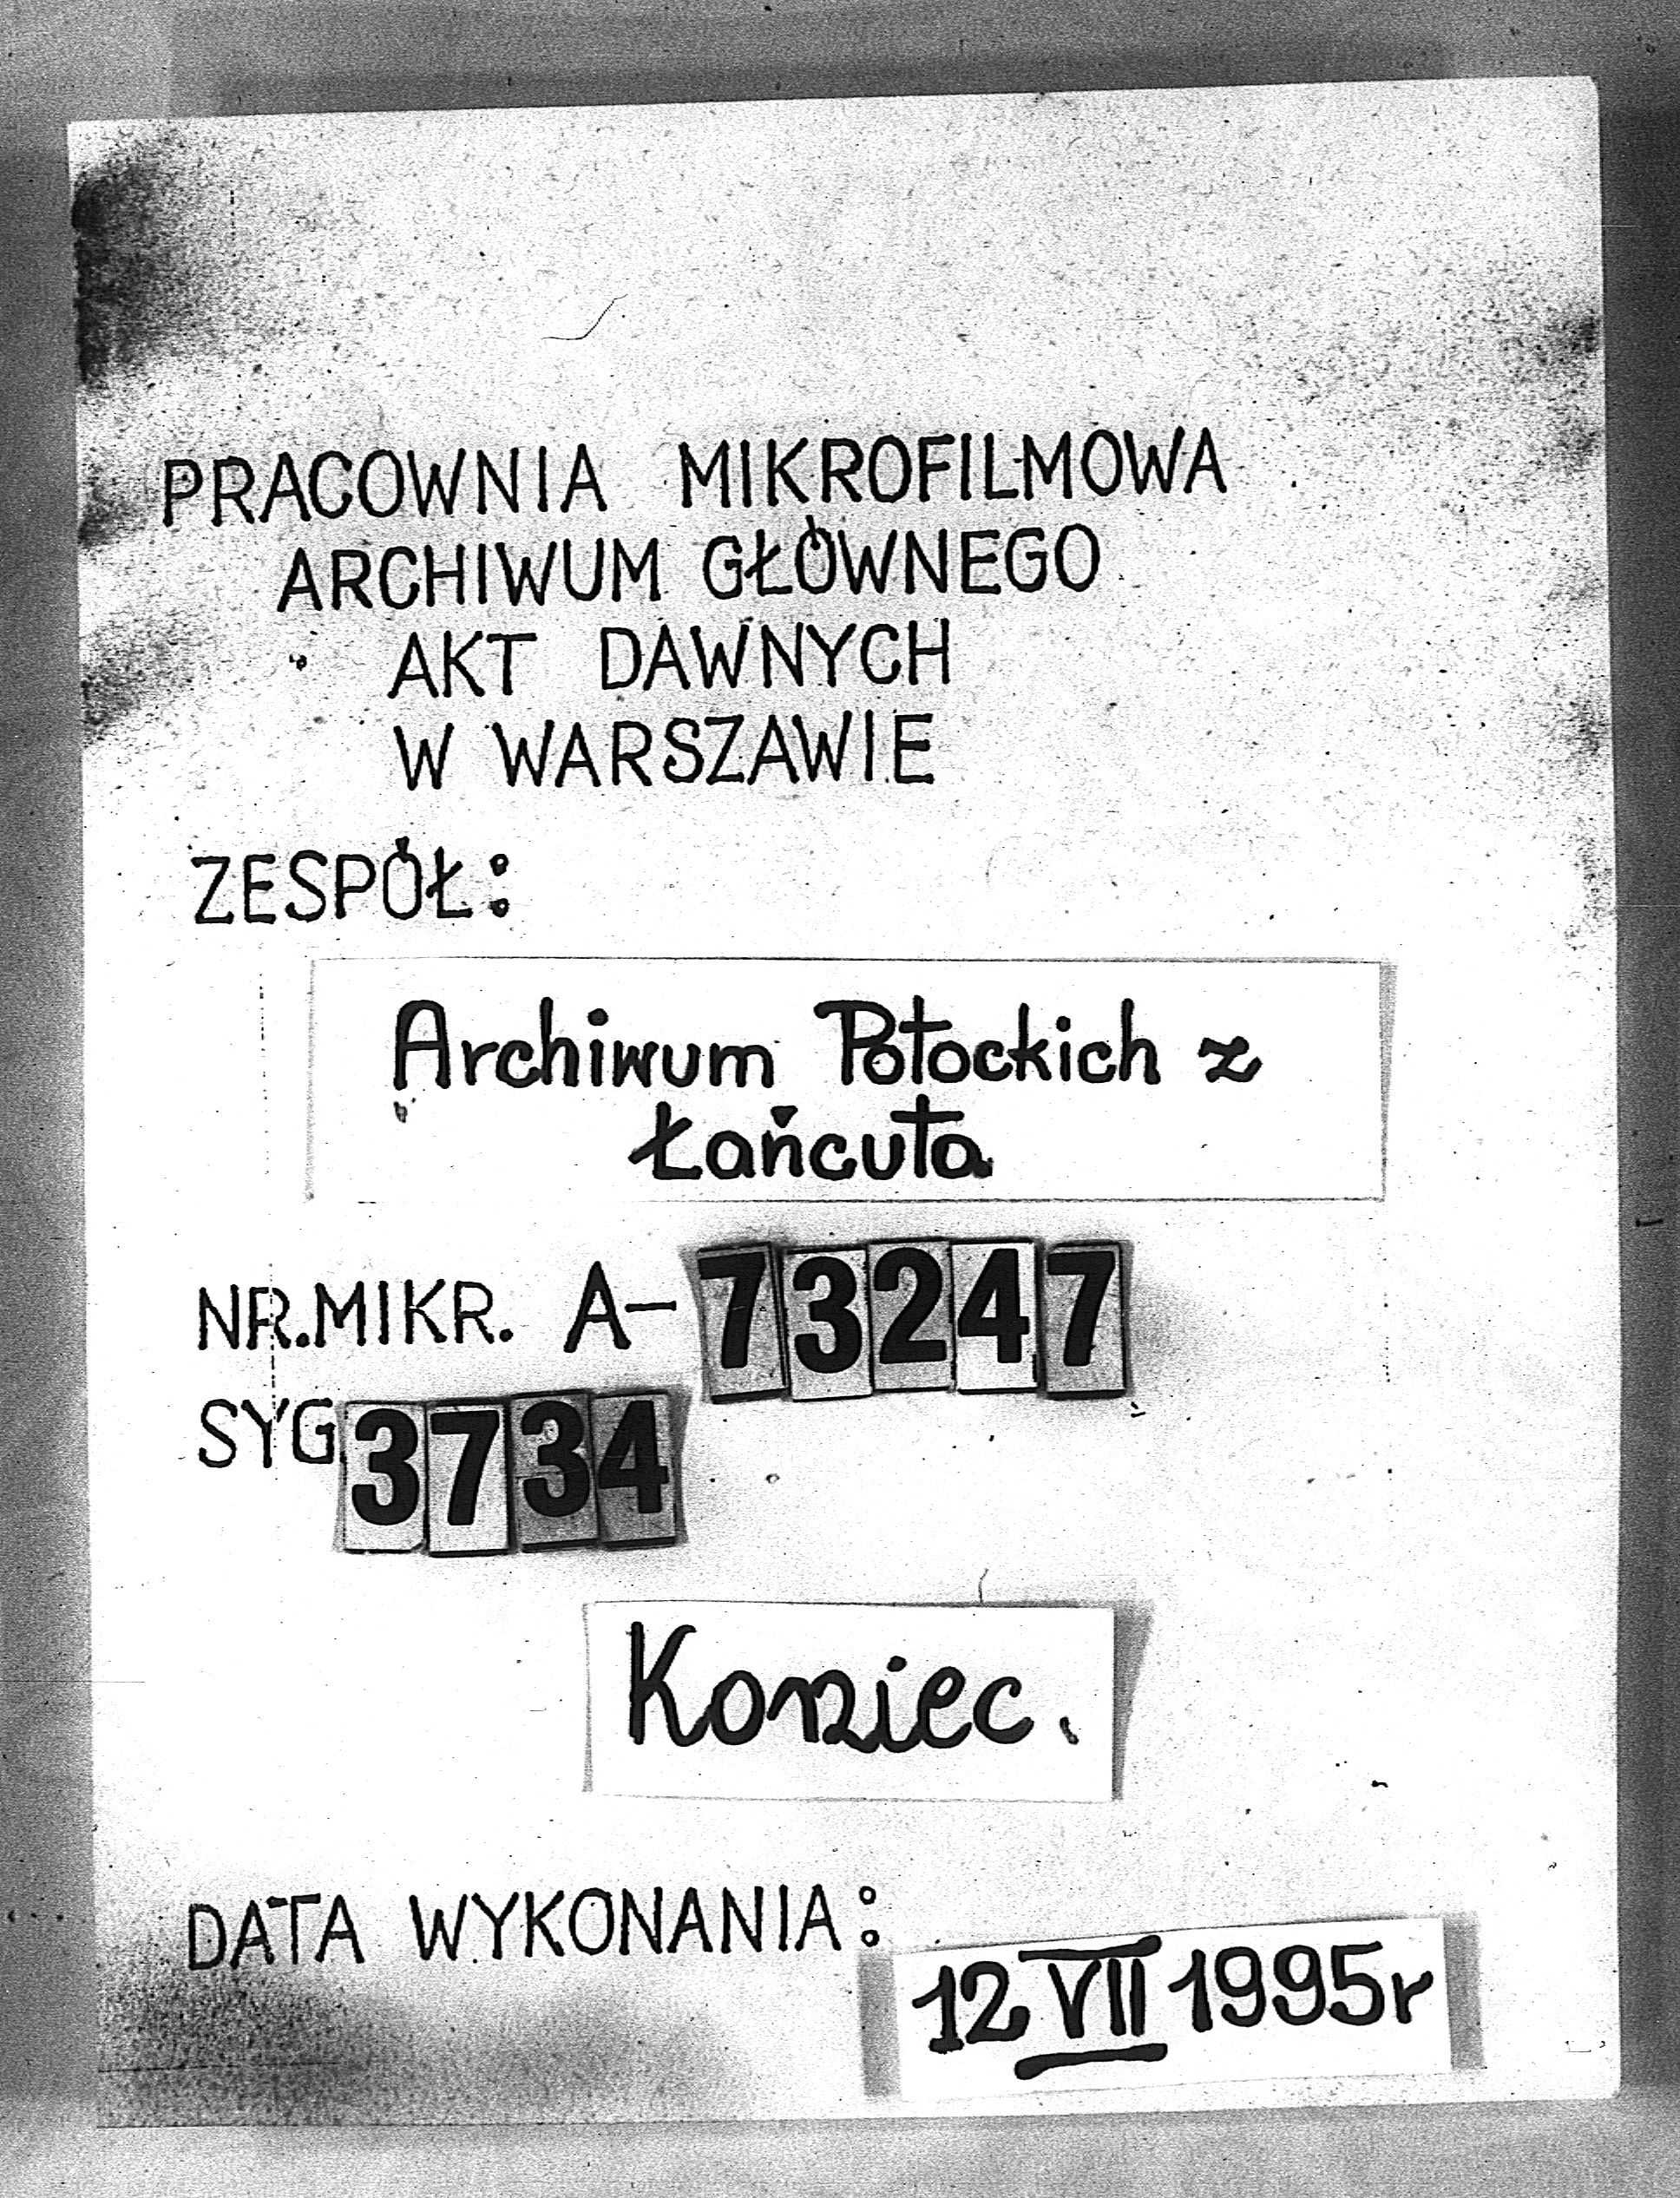 PRACOWNIA MIKROFILMOWA
ARCHIWUM GŁÓWNEGO
AKT DAWNYCH
W WARSZAWIE
ZESPÓŁ:
Archiwum Potockich z
Łańcuta
NR.MIKR. A-73247
SYG.3734
Koniec.
DATA WYKONANIA:
12 VII 1995r